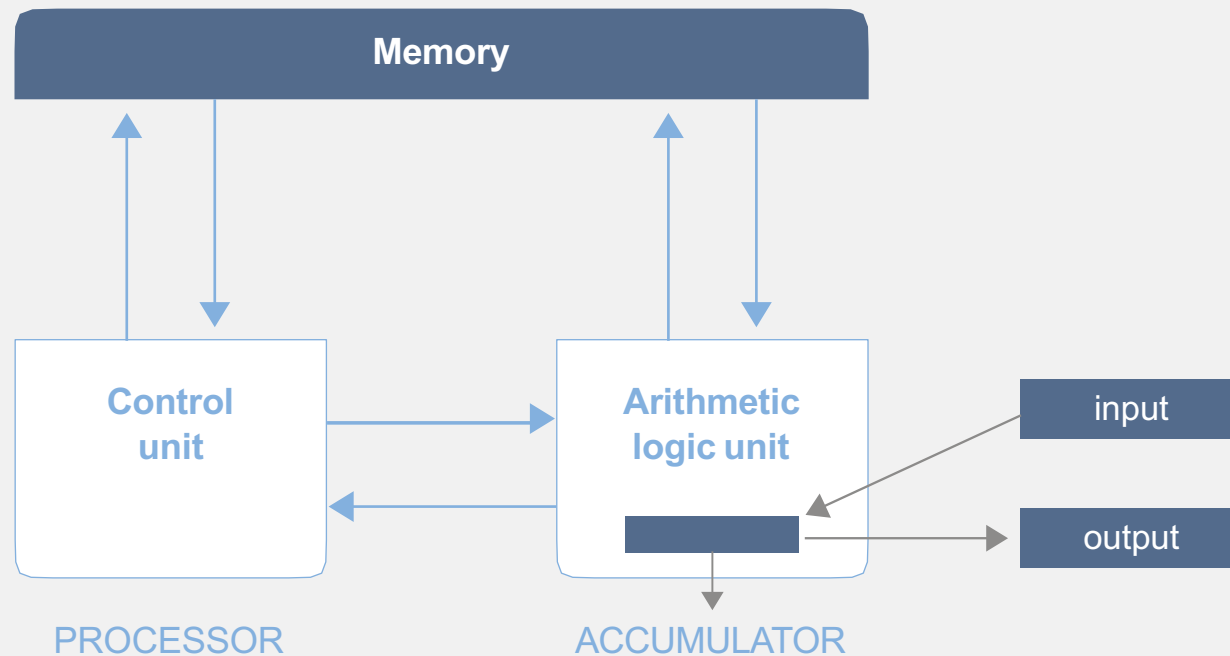 Memory
Control
unit
Arithmetic
logic unit
input
output
PROCESSOR
ACCUMULATOR